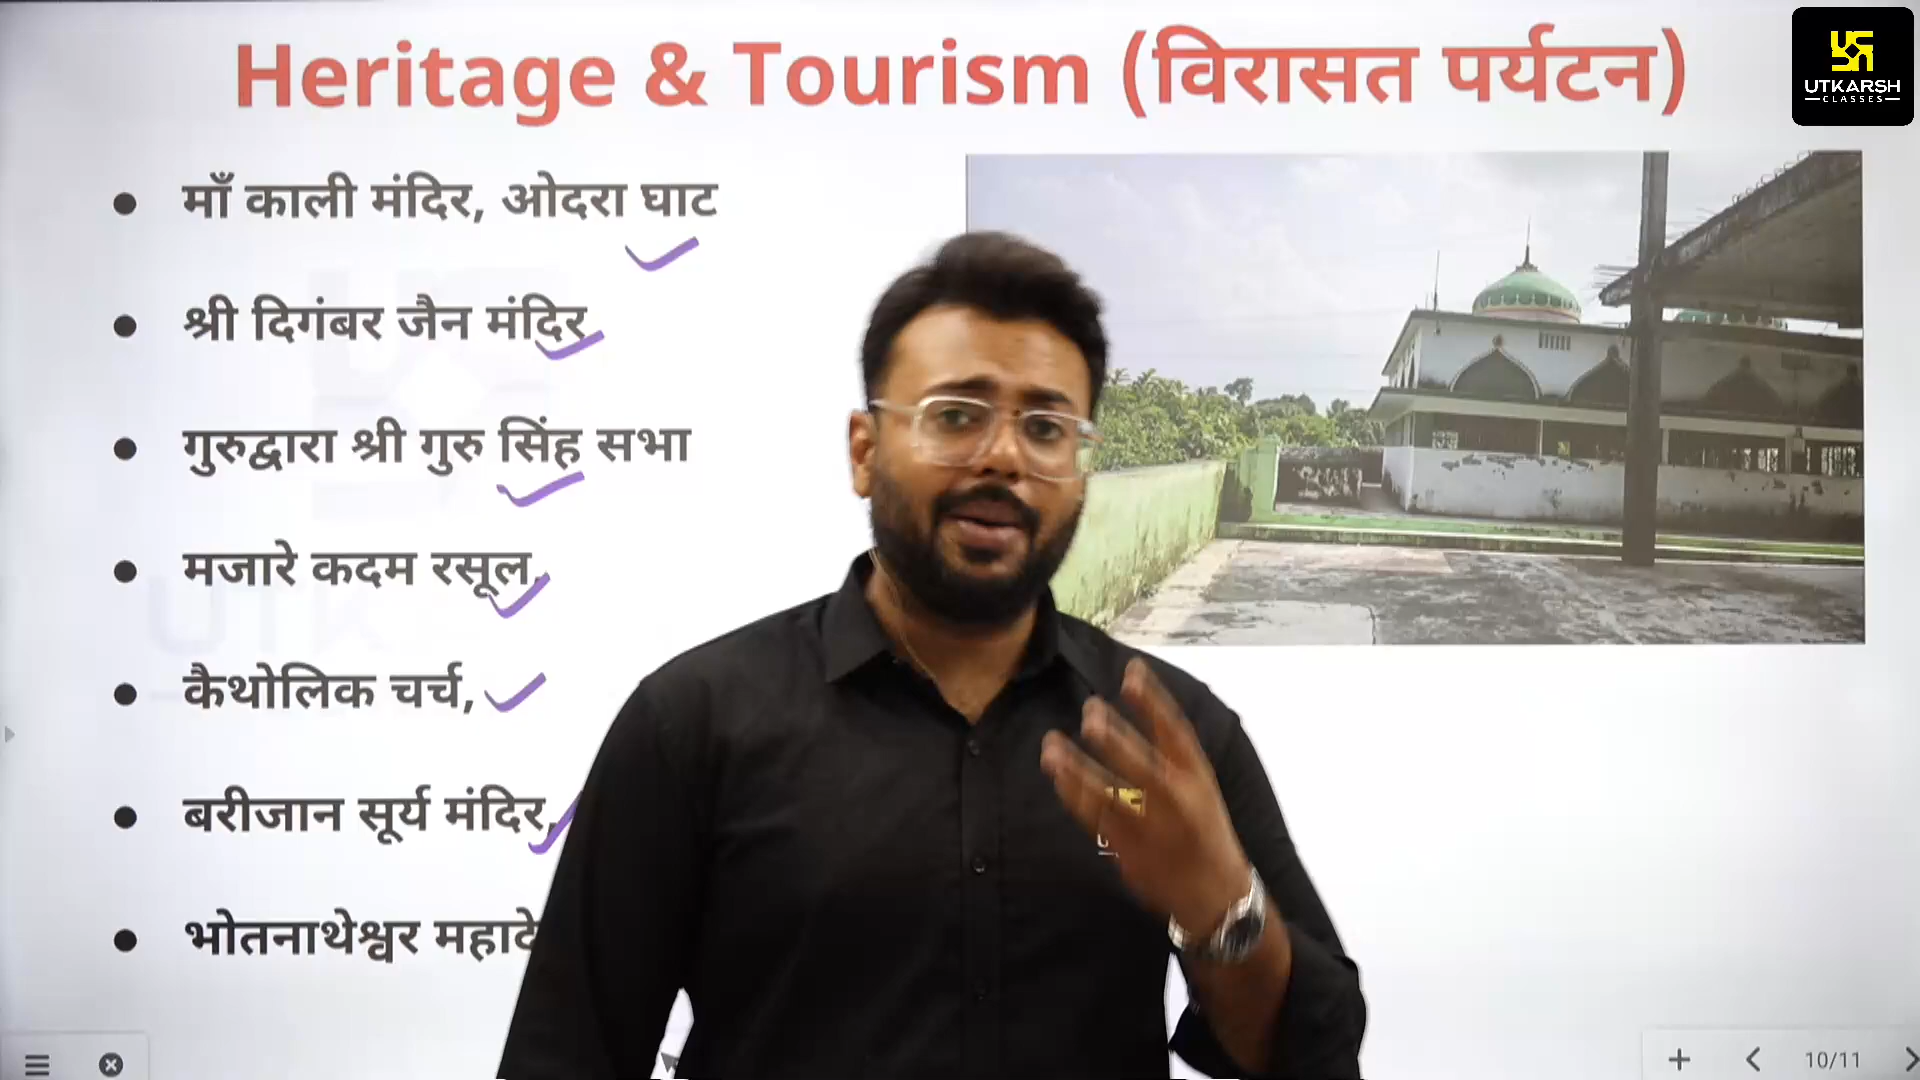 Heritage & Tourism (विरासत पर्यटन)
UTKARSH
CLASSES
माँ काली मंदिर, ओदरा घाट
श्री दिगंबर जैन मंदिर,
गुरुद्वारा श्री गुरु सिंह सभा
मजारे कदम रसूल,
कैथोलिक चर्च,
बरीजान सूर्य मंदिर,
भोतनाथेश्वर
10/11